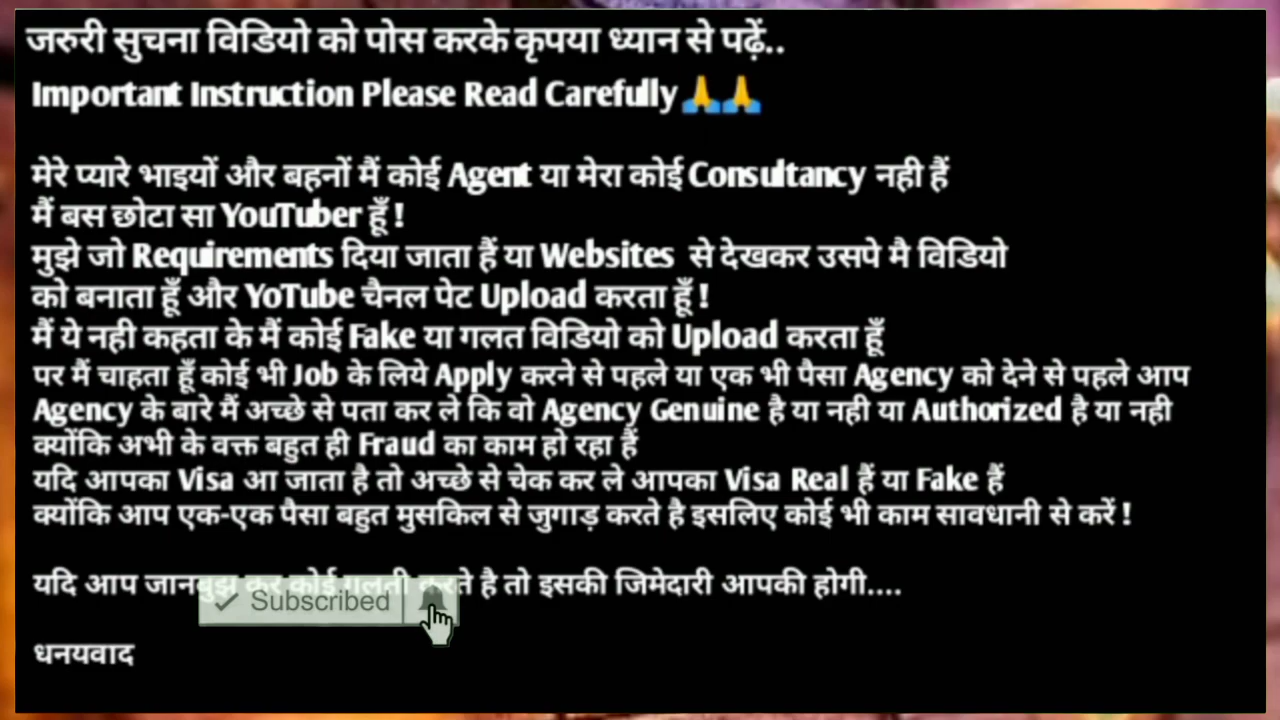 जरुरी सुचना विडियो को पोस करके कृपया ध्यान से पढ़ें..
Important Instruction Please Read Carefully🙏🙏
मेरे प्यारे भाइयों और बहनों मैं कोई Agent या मेरा कोई Consultancy नही हैं
मैं बस छोटा सा YouTuber हूँ !
मुझे जो Requirements दिया जाता हैं या Websites से देखकर उसपे मै विडियो
को बनाता हूँ और YoTube चैनल पेट Upload करता हूँ !
मैं ये नही कहता के मैं कोई Fake या गलत विडियो को Upload करता हूँ
पर मैं चाहता हूँ कोई भी Job के लिये Apply करने से पहले या एक भी पैसा Agency को देने से पहले आप
Agency के बारे मैं अच्छे से पता कर ले कि वो Agency Genuine है या नही या Authorized है या नही
क्योंकि अभी के वक्त बहुत ही Fraud का काम हो रहा हैं
यदि आपका Visa आ जाता है तो अच्छे से चेक कर ले आपका Visa Real हैं या Fake हैं
क्योंकि आप एक-एक पैसा बहुत मुसकिल से जुगाड़ करते है इसलिए कोई भी काम सावधानी से करें !
यदि आप जानबुझ कर कोई गलती करते है तो इसकी जिमेदारी आपकी होगी....
Subscribed
धनयवाद